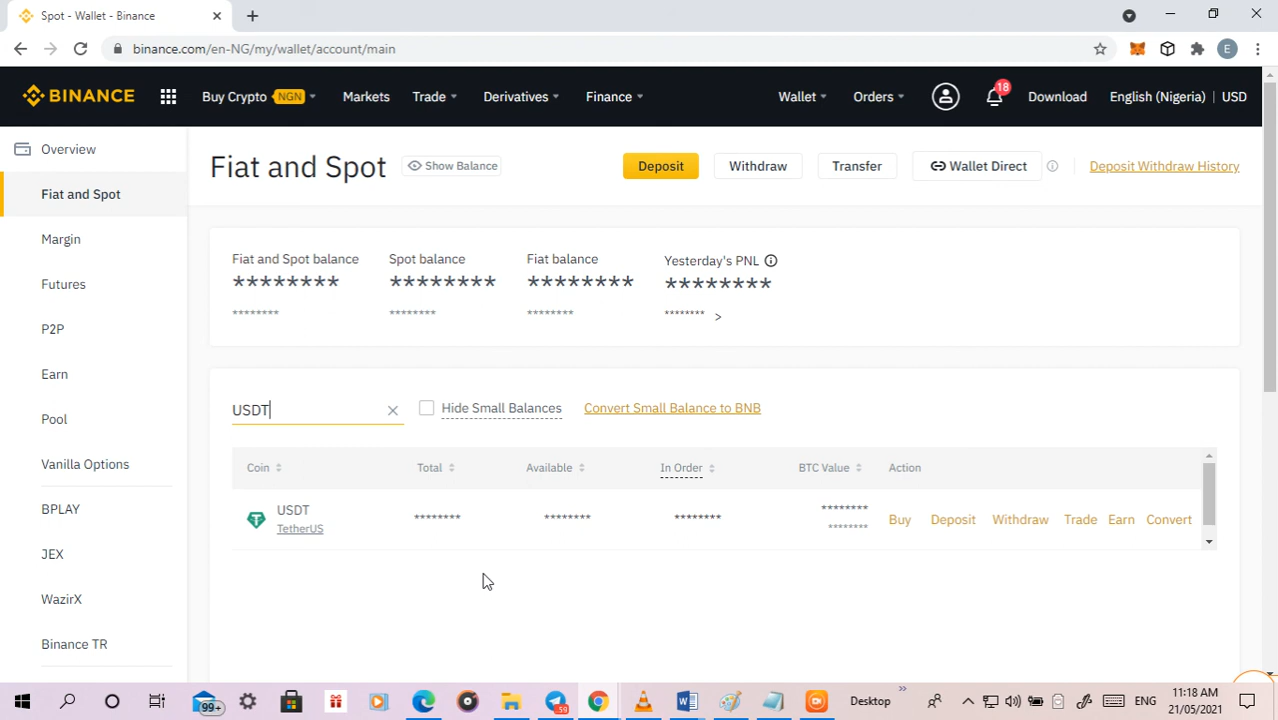 Spot - Wallet - Binance
binance.com/en-NG/my/wallet/account/main
E
BINANCE Buy Crypto NGN Markets Trade Derivatives Finance Wallet Orders 18 Download English (Nigeria) | USD
Overview
Fiat and Spot
Margin
Futures
P2P
Earn
Pool
Vanilla Options
BPLAY
JEX
WazirX
Binance TR
Fiat and Spot Show Balance Deposit Withdraw Transfer Wallet Direct Deposit Withdraw History
Fiat and Spot balance Spot balance Fiat balance Yesterday's PNL
******** ******** ******** ********
******** ******** ******** ******** >
USDT Hide Small Balances Convert Small Balance to BNB
Coin Total Available In Order BTC Value Action
USDT ******** ******** ******** ******** Buy Deposit Withdraw Trade Earn Convert
TetherUS ********
99+ 59 Desktop ENG 11:18 AM
21/05/2021